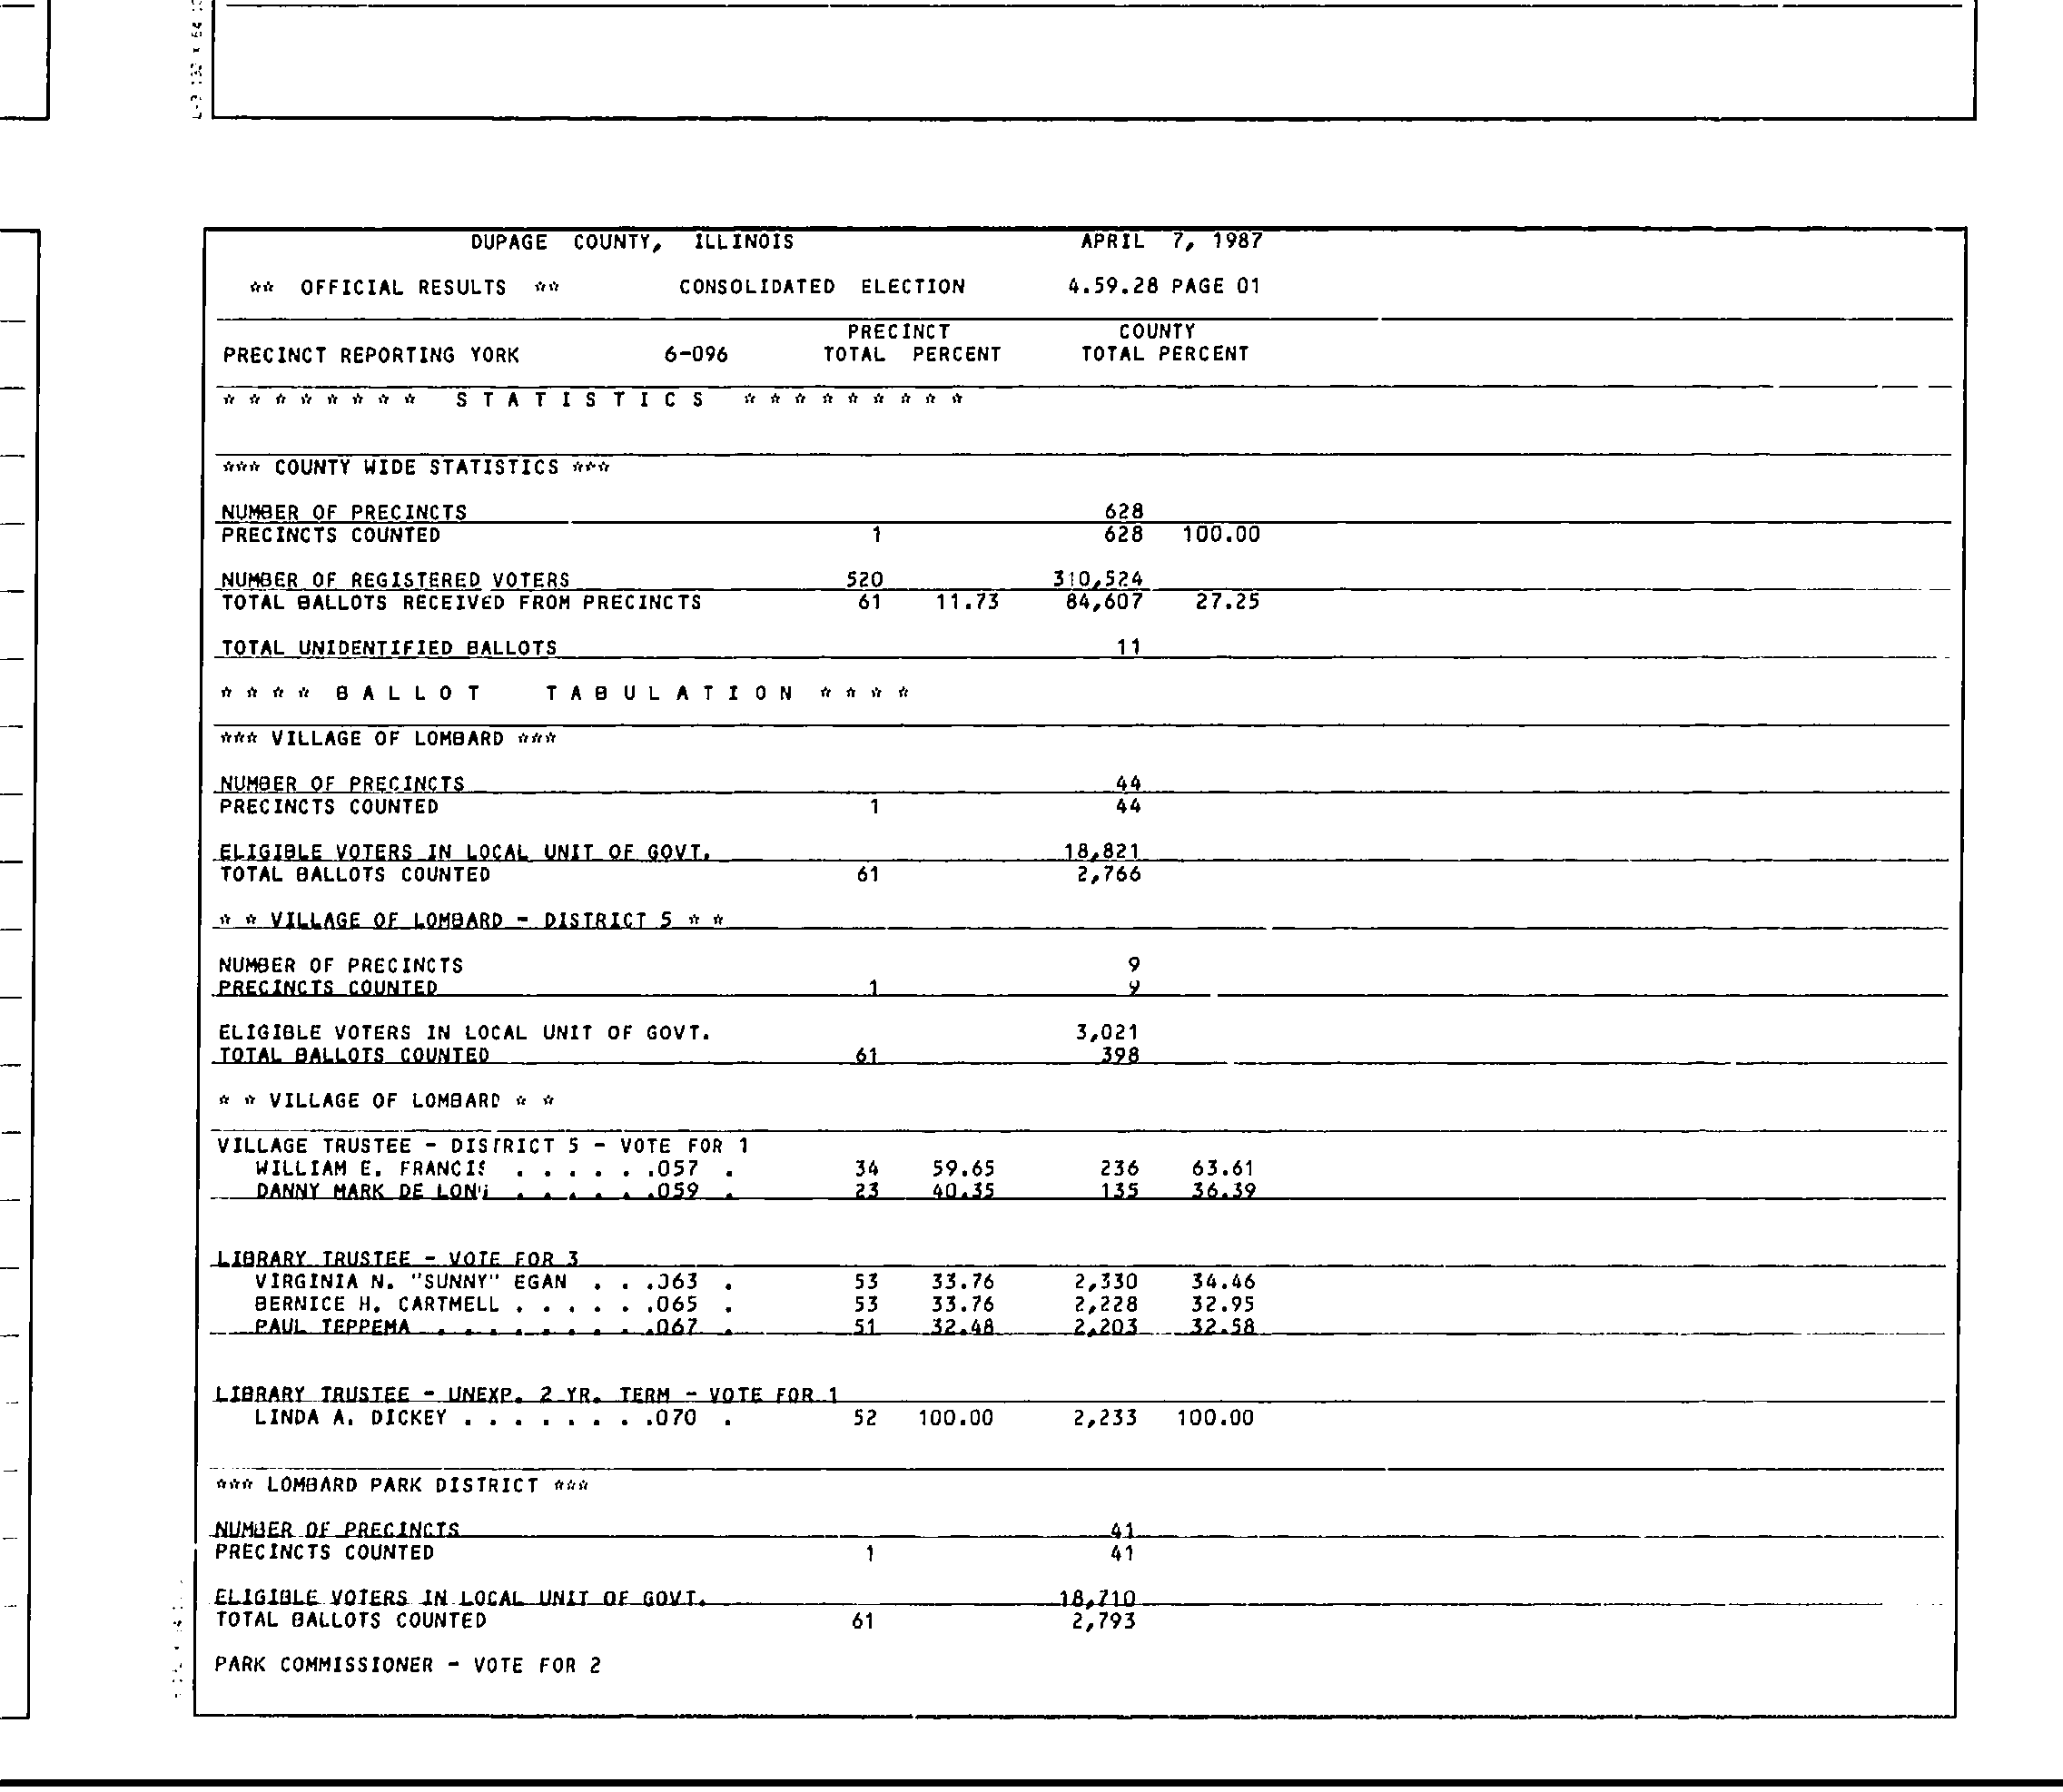 DUPAGE COUNTY, ILLINOIS APRIL 7, 1987
** OFFICIAL RESULTS ** CONSOLIDATED ELECTION 4.59.28 PAGE 01
PRECINCT COUNTY
PRECINCT REPORTING YORK 6-096 TOTAL PERCENT TOTAL PERCENT
* * * * * * * * S T A T I S T I C S * * * * * * * * *
*** COUNTY WIDE STATISTICS ***
NUMBER OF PRECINCTS 628
PRECINCTS COUNTED 1 628 100.00
NUMBER OF REGISTERED VOTERS 520 310,524
TOTAL BALLOTS RECEIVED FROM PRECINCTS 61 11.73 84,607 27.25
TOTAL UNIDENTIFIED BALLOTS 11
* * * * B A L L O T T A B U L A T I O N * * * *
*** VILLAGE OF LOMBARD ***
NUMBER OF PRECINCTS 44
PRECINCTS COUNTED 1 44
ELIGIBLE VOTERS IN LOCAL UNIT OF GOVT. 18,821
TOTAL BALLOTS COUNTED 61 2,766
* * VILLAGE OF LOMBARD - DISTRICT 5 * *
NUMBER OF PRECINCTS 9
PRECINCTS COUNTED 1 9
ELIGIBLE VOTERS IN LOCAL UNIT OF GOVT. 3,021
TOTAL BALLOTS COUNTED 61 398
* * VILLAGE OF LOMBARD * *
VILLAGE TRUSTEE - DISTRICT 5 - VOTE FOR 1
WILLIAM E. FRANCIS . . . . . .057 . 34 59.65 236 63.61
DANNY MARK DE LONG . . . . . .059 . 23 40.35 135 36.39
LIBRARY TRUSTEE - VOTE FOR 3
VIRGINIA N. "SUNNY" EGAN . . .063 . 53 33.76 2,330 34.46
BERNICE H. CARTMELL . . . . . .065 . 53 33.76 2,228 32.95
PAUL TEPPEMA . . . . . . . . .067 . 51 32.48 2,203 32.58
LIBRARY TRUSTEE - UNEXP. 2 YR. TERM - VOTE FOR 1
LINDA A. DICKEY . . . . . . . .070 . 52 100.00 2,233 100.00
*** LOMBARD PARK DISTRICT ***
NUMBER OF PRECINCTS 41
PRECINCTS COUNTED 1 41
ELIGIBLE VOTERS IN LOCAL UNIT OF GOVT. 18,710
TOTAL BALLOTS COUNTED 61 2,793
PARK COMMISSIONER - VOTE FOR 2